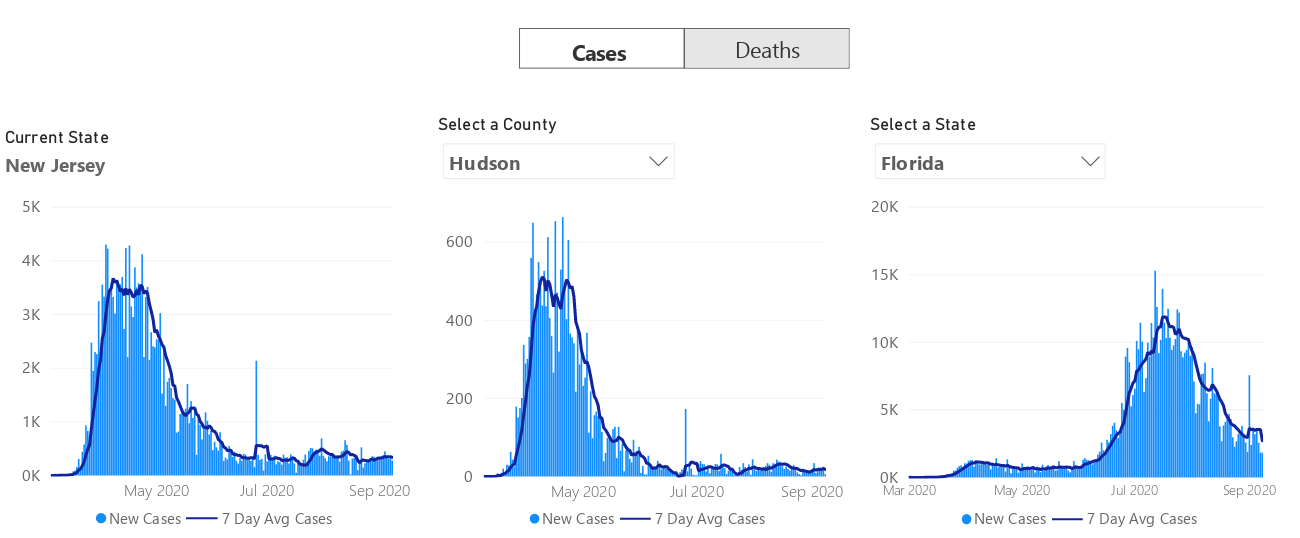 Cases Deaths
Current State
New Jersey
5K
4K
3K
2K
1K
0K
May 2020 Jul 2020 Sep 2020
New Cases 7 Day Avg Cases
Select a County
Hudson
600
400
200
0
May 2020 Jul 2020 Sep 2020
New Cases 7 Day Avg Cases
Select a State
Florida
20K
15K
10K
5K
0K
Mar 2020 May 2020 Jul 2020 Sep 2020
New Cases 7 Day Avg Cases